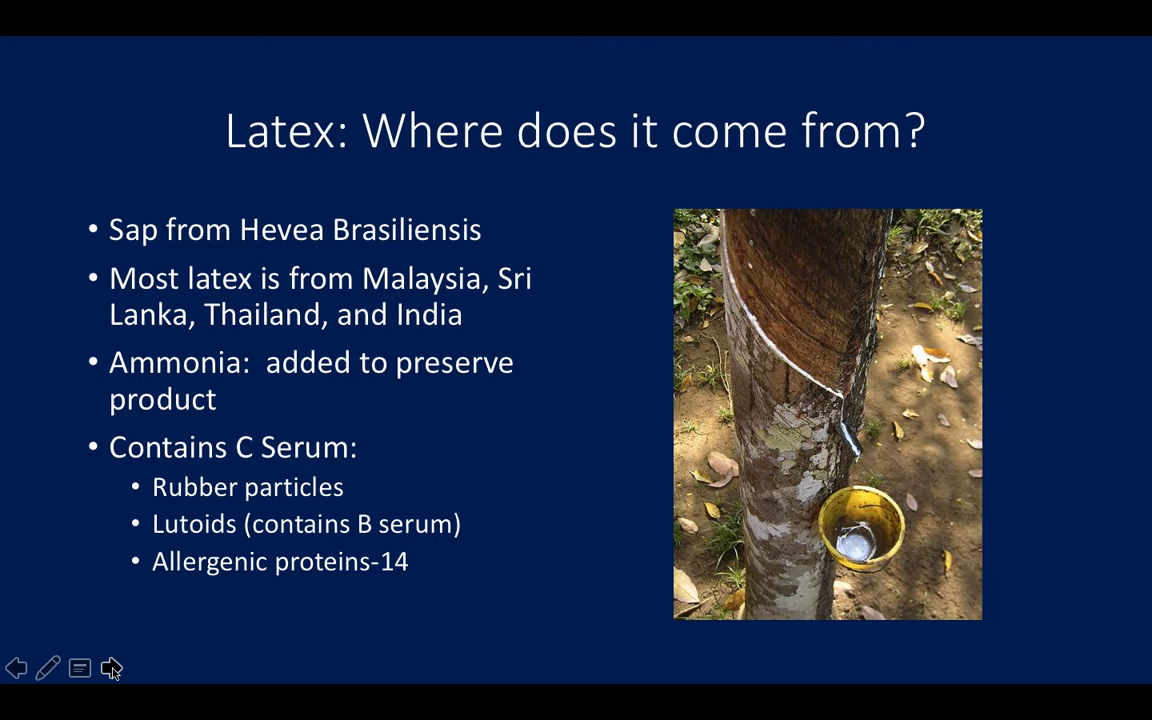 Latex: Where does it come from?
• Sap from Hevea Brasiliensis
• Most latex is from Malaysia, Sri
Lanka, Thailand, and India
• Ammonia:  added to preserve
product
• Contains C Serum:
• Rubber particles
• Lutoids (contains B serum)
• Allergenic proteins-14